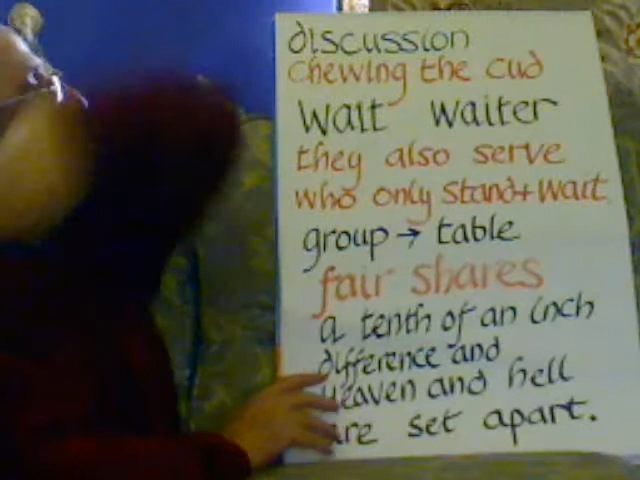 discussion
chewing the cud
wait waiter
they also serve
who only stand + wait
group → table
fair shares
a tenth of an inch
difference and
heaven and hell
are set apart.